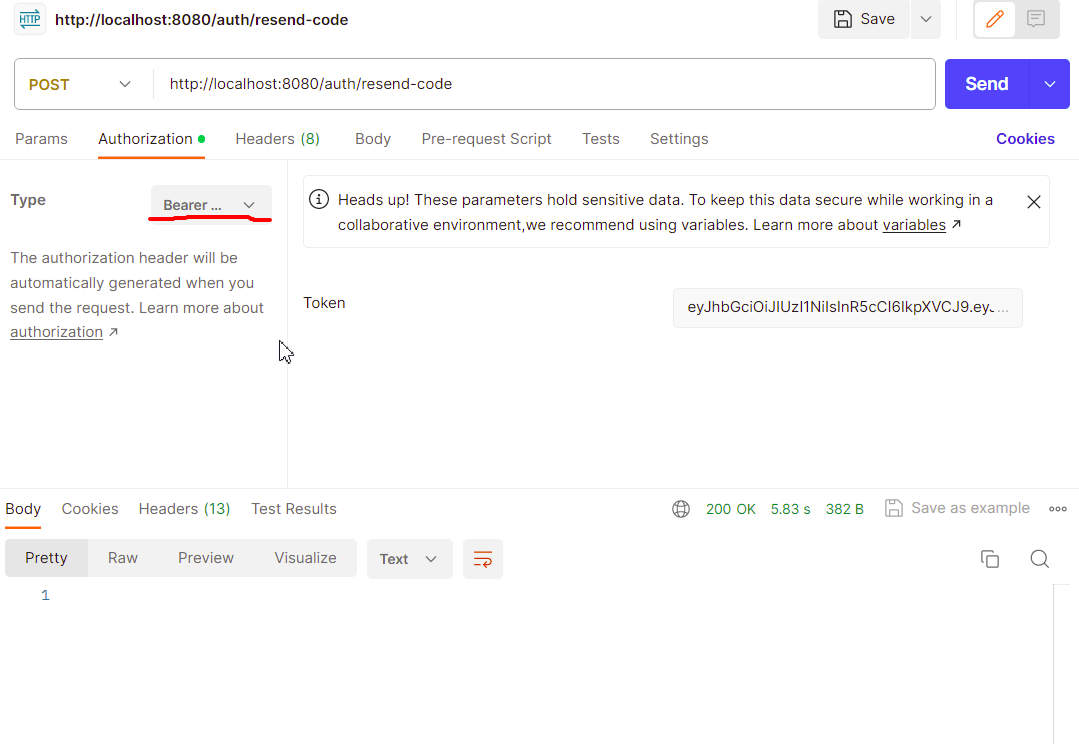 HTTP http://localhost:8080/auth/resend-code Save
POST http://localhost:8080/auth/resend-code Send
Params Authorization Headers (8) Body Pre-request Script Tests Settings Cookies
Type Bearer ...
The authorization header will be
automatically generated when you
send the request. Learn more about
authorization ↗
Heads up! These parameters hold sensitive data. To keep this data secure while working in a
collaborative environment,we recommend using variables. Learn more about variables ↗
Token eyJhbGciOiJIUzI1NiIsInR5cCI6IkpXVCJ9.eyJ...
Body Cookies Headers (13) Test Results 200 OK 5.83 s 382 B Save as example
Pretty Raw Preview Visualize Text
1